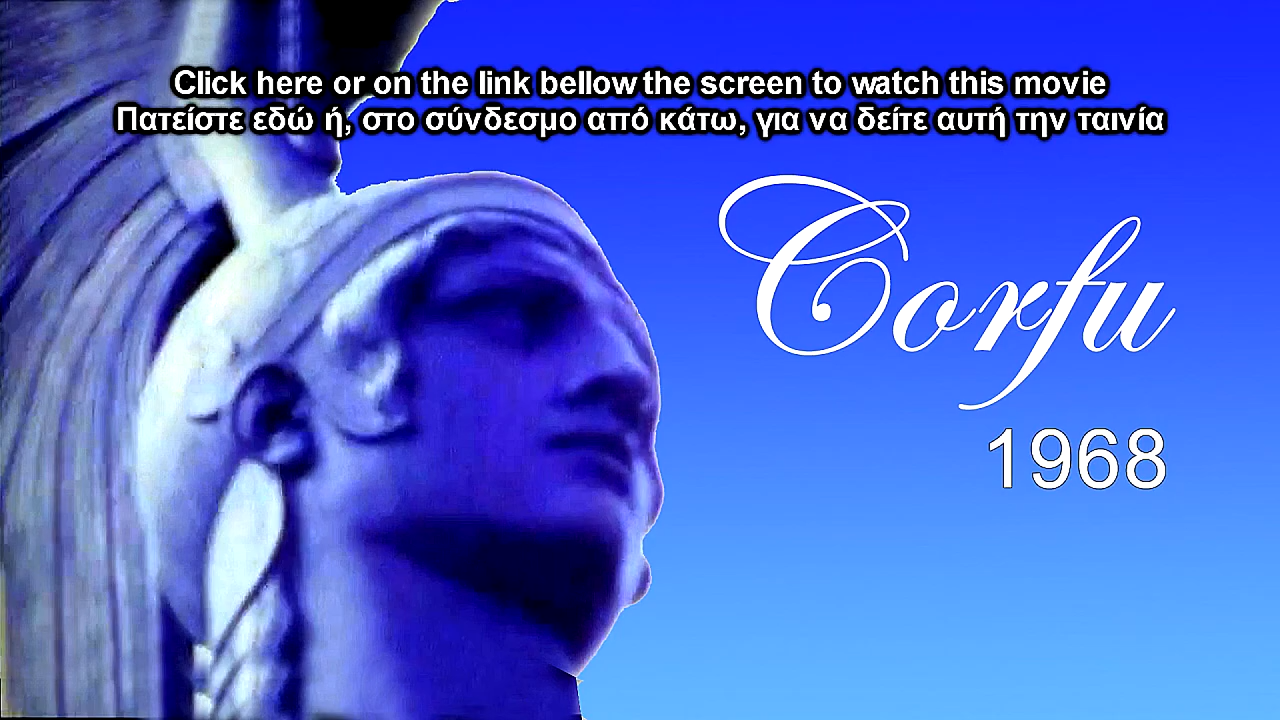 Click here or on the link bellow the screen to watch this movie
Πατείστε εδώ ή, στο σύνδεσμο από κάτω, για να δείτε αυτή την ταινία
Corfu
1968